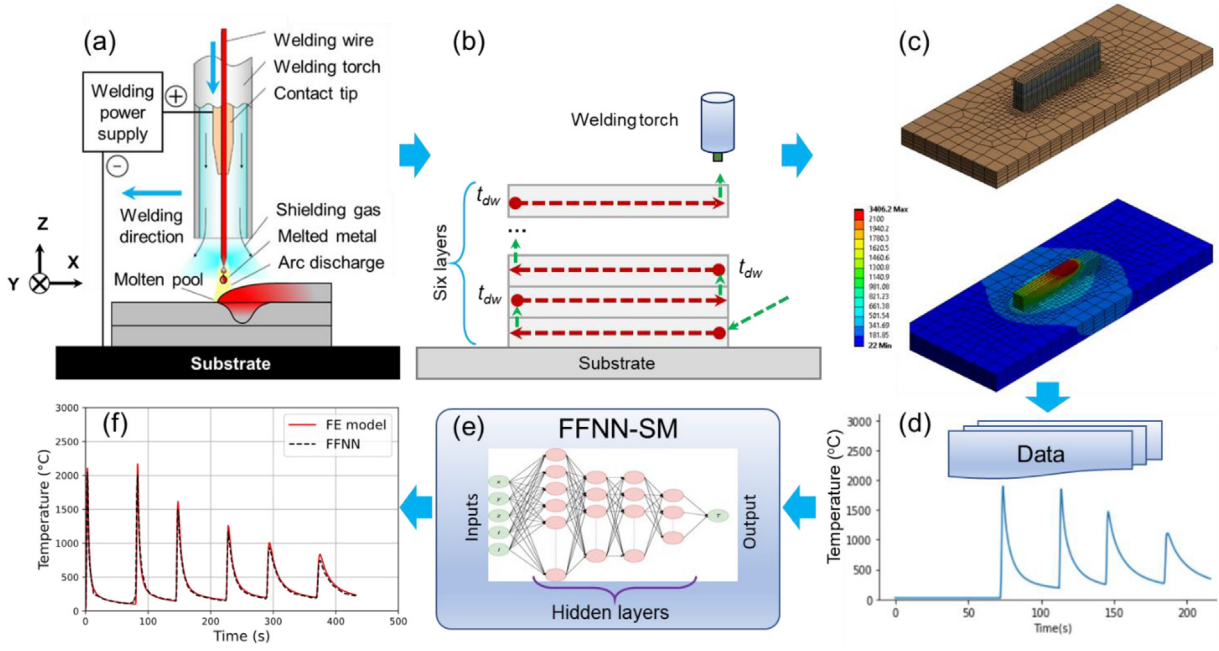 (a)
Welding wire
Welding torch
Contact tip
Welding
power
supply
+
−
Welding
direction
Shielding gas
Melted metal
Arc discharge
Molten pool
Z
X
Y
Substrate
(b)
Welding torch
Six layers
t_dw
...
t_dw
t_dw
Substrate
(c)
3406.2 Max
2100
1940.2
1780.3
1620.5
1460.6
1300.8
1140.9
981.08
821.23
661.38
501.54
341.69
181.85
22 Min
(d)
Data
Temperature (°C)
3000
2500
2000
1500
1000
500
0
0 50 100 150 200
Time(s)
(e)
FFNN-SM
Inputs
Output
Hidden layers
(f)
FE model
FFNN
Temperature (°C)
3000
2500
2000
1500
1000
500
0
0 100 200 300 400 500
Time (s)